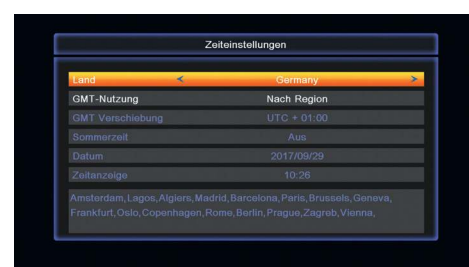 Zeiteinstellungen
Land < Germany >
GMT-Nutzung Nach Region
GMT Verschiebung UTC + 01:00
Sommerzeit Aus
Datum 2017/09/29
Zeitanzeige 10:26
Amsterdam,Lagos,Algiers,Madrid,Barcelona,Paris,Brussels,Geneva,
Frankfurt,Oslo,Copenhagen,Rome,Berlin,Prague,Zagreb,Vienna,